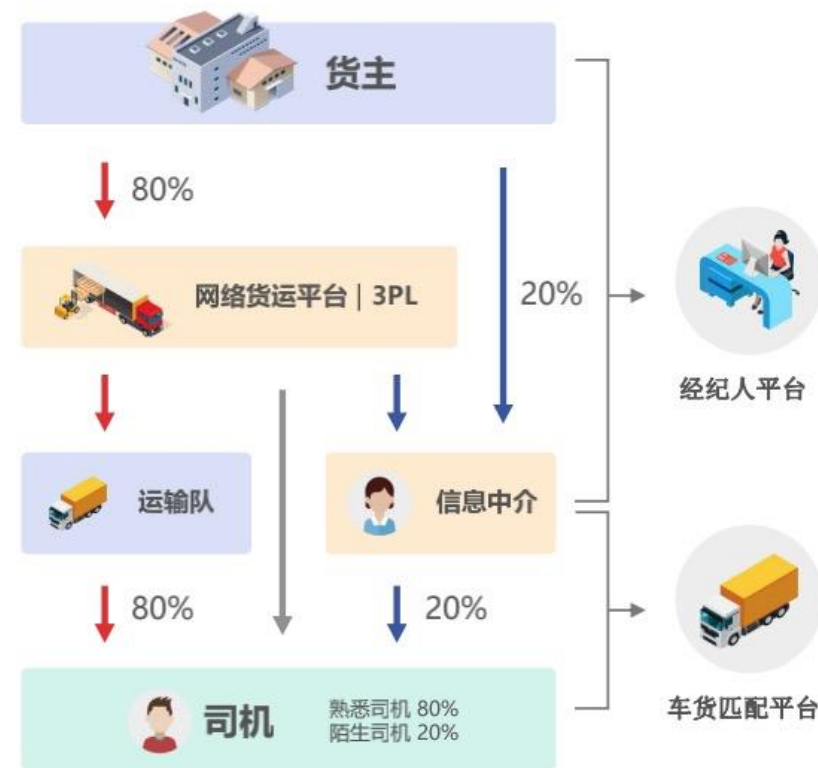 货主
80%
网络货运平台 | 3PL
20%
经纪人平台
运输队
信息中介
80%
20%
司机
熟悉司机 80%
陌生司机 20%
车货匹配平台